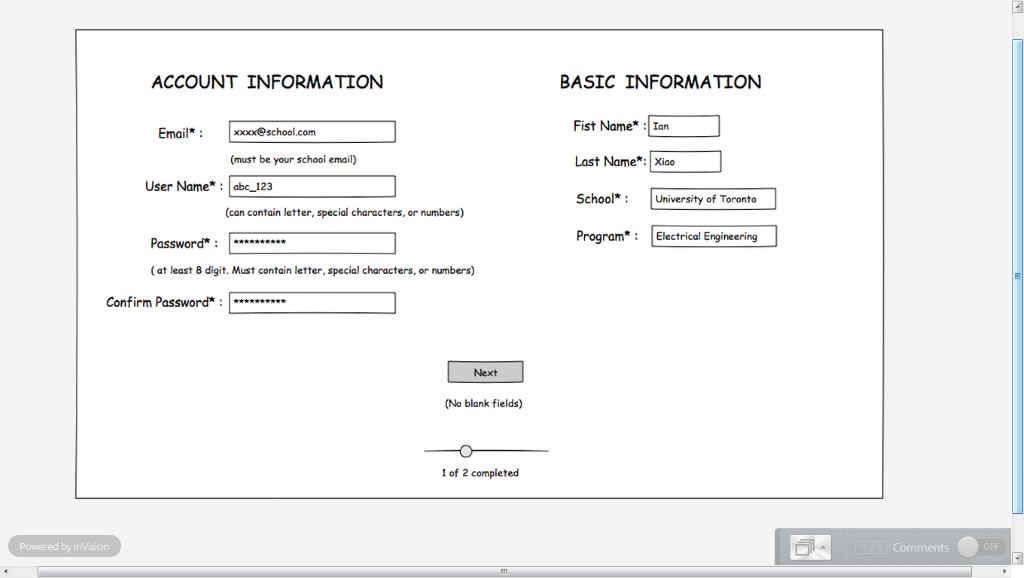 ACCOUNT INFORMATION
Email* : xxxx@school.com
(must be your school email)
User Name* : abc_123
(can contain letter, special characters, or numbers)
Password* : **********
( at least 8 digit. Must contain letter, special characters, or numbers)
Confirm Password* : **********
BASIC INFORMATION
Fist Name* : Ian
Last Name*: Xiao
School* : University of Toronto
Program* : Electrical Engineering
Next
(No blank fields)
1 of 2 completed
Powered by InVision
Comments OFF